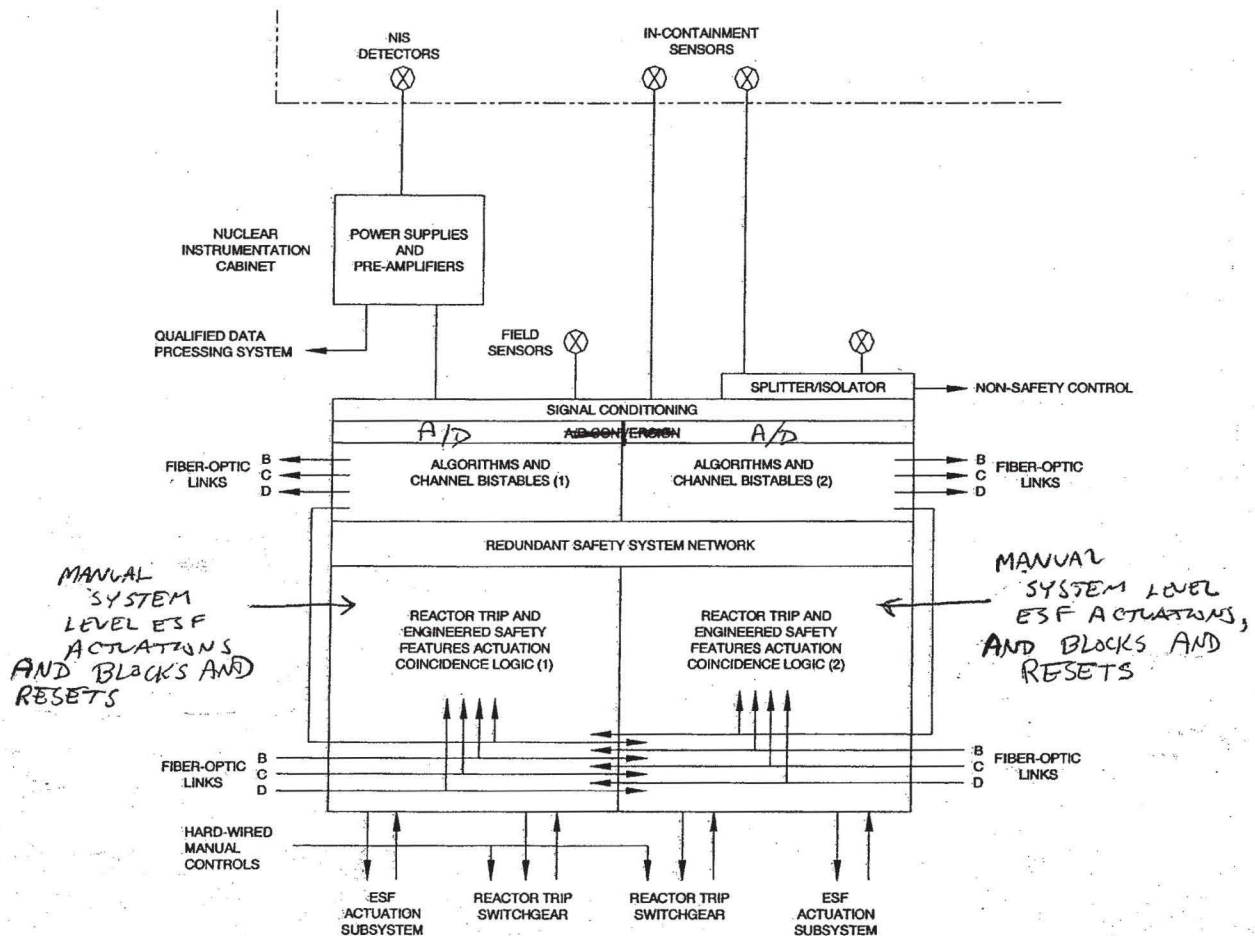 NIS
DETECTORS
IN-CONTAINMENT
SENSORS
NUCLEAR
INSTRUMENTATION
CABINET
POWER SUPPLIES
AND
PRE-AMPLIFIERS
QUALIFIED DATA
PRCESSING SYSTEM
FIELD
SENSORS
SPLITTER/ISOLATOR
NON-SAFETY CONTROL
SIGNAL CONDITIONING
A/D
A/D CONVERSION
A/D
FIBER-OPTIC
LINKS
B
C
D
ALGORITHMS AND
CHANNEL BISTABLES (1)
ALGORITHMS AND
CHANNEL BISTABLES (2)
B
C
D
FIBER-OPTIC
LINKS
REDUNDANT SAFETY SYSTEM NETWORK
MANUAL
SYSTEM
LEVEL ESF
ACTUATIONS
AND BLOCKS AND
RESETS
REACTOR TRIP AND
ENGINEERED SAFETY
FEATURES ACTUATION
COINCIDENCE LOGIC (1)
REACTOR TRIP AND
ENGINEERED SAFETY
FEATURES ACTUATION
COINCIDENCE LOGIC (2)
MANUAL
SYSTEM LEVEL
ESF ACTUATIONS,
AND BLOCKS AND
RESETS
FIBER-OPTIC
LINKS
B
C
D
B
C
D
FIBER-OPTIC
LINKS
HARD-WIRED
MANUAL
CONTROLS
ESF
ACTUATION
SUBSYSTEM
REACTOR TRIP
SWITCHGEAR
REACTOR TRIP
SWITCHGEAR
ESF
ACTUATION
SUBSYSTEM